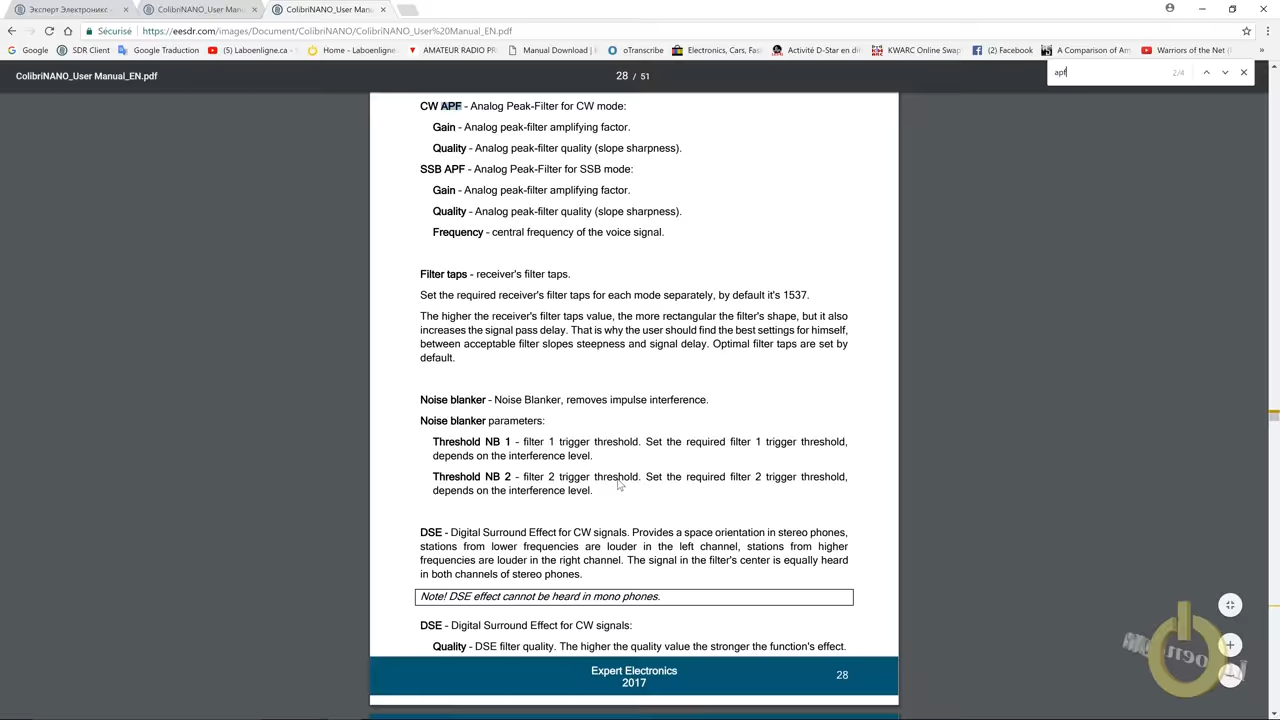 Эксперт Электроникс -
ColibriNANO_User Manu
ColibriNANO_User Manu
Sécurisé
https://eesdr.com/images/Document/ColibriNANO/ColibriNANO_User%20Manual_EN.pdf
Google
SDR Client
Google Traduction
(5) Laboenligne.ca - Yo
Home - Laboenligne
AMATEUR RADIO PR
Manual Download | K
oTranscribe
Electronics, Cars, Fash
Activité D-Star en dir
KWARC Online Swap
(2) Facebook
A Comparison of Am
Warriors of the Net (
ColibriNANO_User Manual_EN.pdf
28 / 51
apf
2/4
CW APF - Analog Peak-Filter for CW mode:
Gain - Analog peak-filter amplifying factor.
Quality - Analog peak-filter quality (slope sharpness).
SSB APF - Analog Peak-Filter for SSB mode:
Gain - Analog peak-filter amplifying factor.
Quality - Analog peak-filter quality (slope sharpness).
Frequency - central frequency of the voice signal.
Filter taps - receiver's filter taps.
Set the required receiver's filter taps for each mode separately, by default it's 1537.
The higher the receiver's filter taps value, the more rectangular the filter's shape, but it also
increases the signal pass delay. That is why the user should find the best settings for himself,
between acceptable filter slopes steepness and signal delay. Optimal filter taps are set by
default.
Noise blanker - Noise Blanker, removes impulse interference.
Noise blanker parameters:
Threshold NB 1 - filter 1 trigger threshold. Set the required filter 1 trigger threshold,
depends on the interference level.
Threshold NB 2 - filter 2 trigger threshold. Set the required filter 2 trigger threshold,
depends on the interference level.
DSE - Digital Surround Effect for CW signals. Provides a space orientation in stereo phones,
stations from lower frequencies are louder in the left channel, stations from higher
frequencies are louder in the right channel. The signal in the filter's center is equally heard
in both channels of stereo phones.
Note! DSE effect cannot be heard in mono phones.
DSE - Digital Surround Effect for CW signals:
Quality - DSE filter quality. The higher the quality value the stronger the function's effect.
Expert Electronics
2017
28